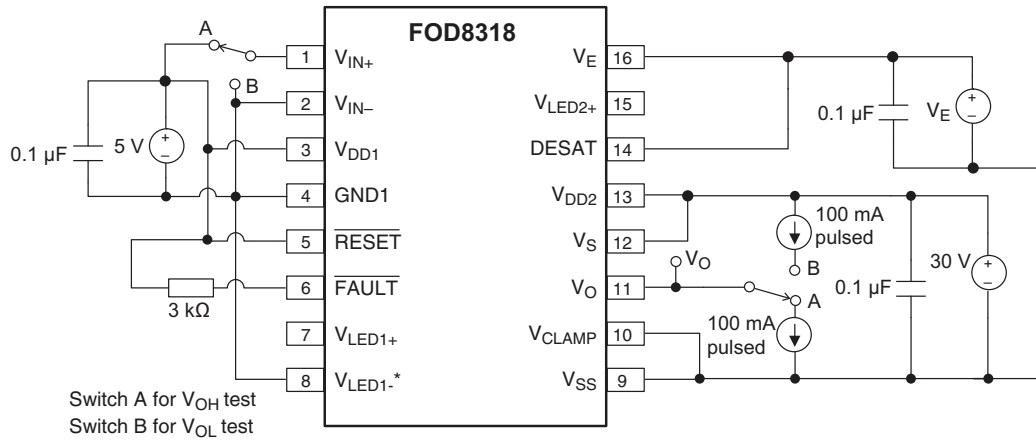 FOD8318
A
B
0.1 µF
5 V
+
−
1
2
3
4
5
6
7
8
V_IN+
V_IN–
V_DD1
GND1
RESET
FAULT
V_LED1+
V_LED1-*
3 kΩ
V_E
V_LED2+
DESAT
V_DD2
V_S
V_O
V_CLAMP
V_SS
16
15
14
13
12
11
10
9
0.1 µF
V_E
+
−
100 mA
pulsed
B
V_O
A
100 mA
pulsed
0.1 µF
30 V
+
−
Switch A for V_OH test
Switch B for V_OL test